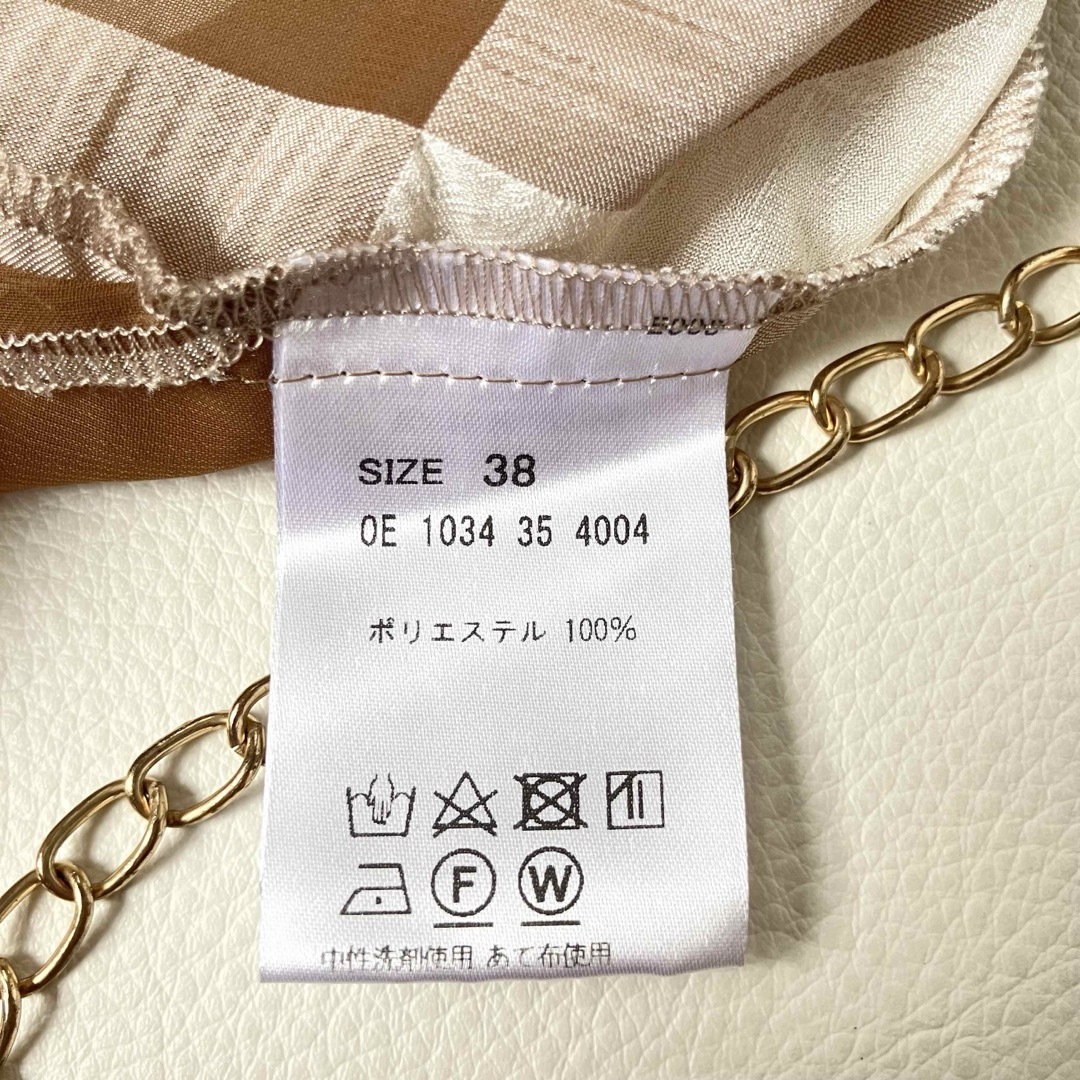 SIZE 38
OE 1034 35 4004
ポリエステル 100%
F W
中性洗剤使用 あて布使用